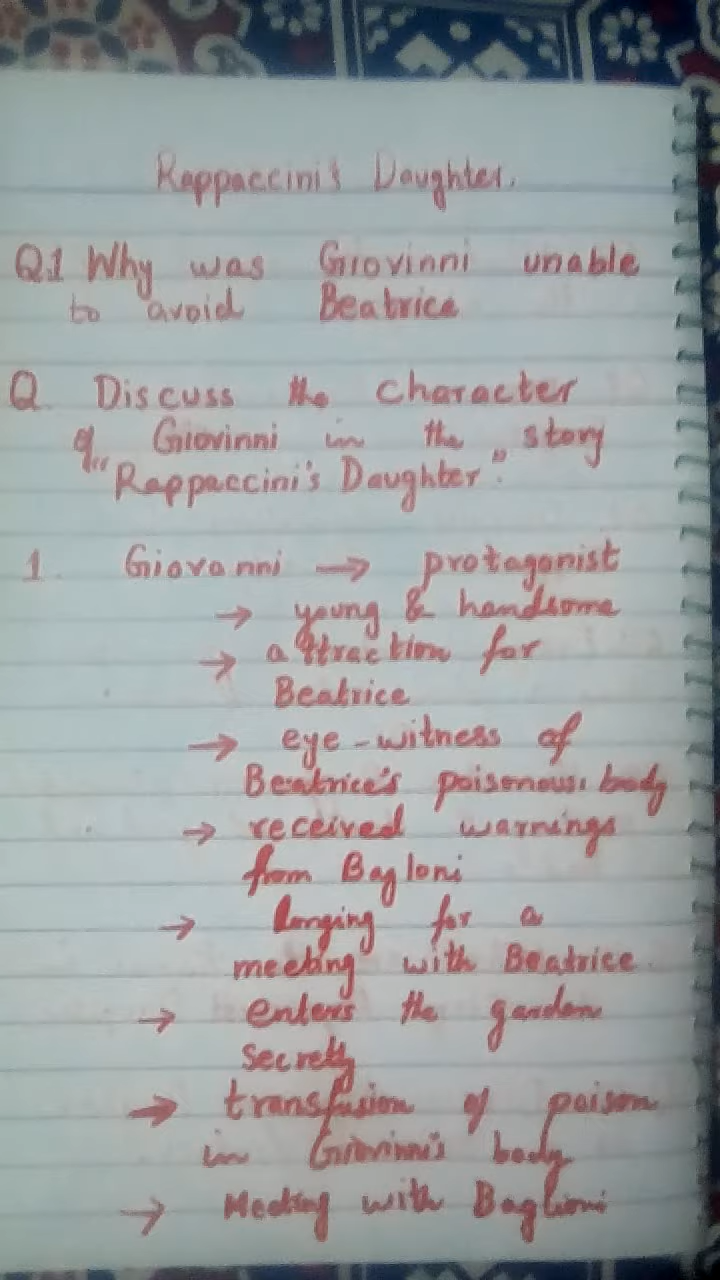 Rappaccini's Daughter.
Q1 Why was Giovinni unable
to avoid Beatrice
Q. Discuss the character
of Giovinni in the story
"Rappaccini's Daughter".
1. Giovanni → protagonist
→ young & handsome
→ attraction for
Beatrice
→ eye-witness of
Beatrice's poisonous body
→ received warnings
from Bagloni
→ longing for a
meeting with Beatrice.
→ enters the garden
secretly
→ transfusion of poison
in Giovinni's body
→ Meeting with Baglioni